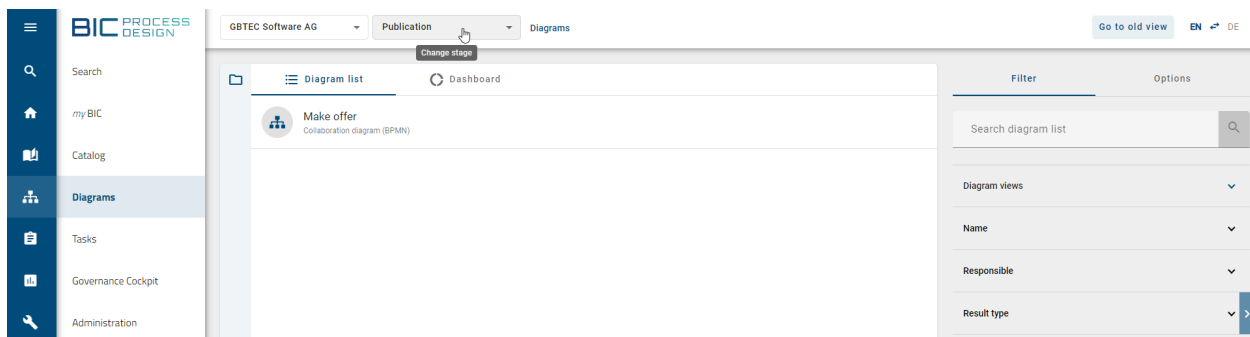 BIC PROCESS DESIGN
GBTEC Software AG
Publication
Diagrams
Go to old view
EN
DE
Change stage
Search
myBIC
Catalog
Diagrams
Tasks
Governance Cockpit
Administration
Diagram list
Dashboard
Make offer
Collaboration diagram (BPMN)
Filter
Options
Search diagram list
Diagram views
Name
Responsible
Result type